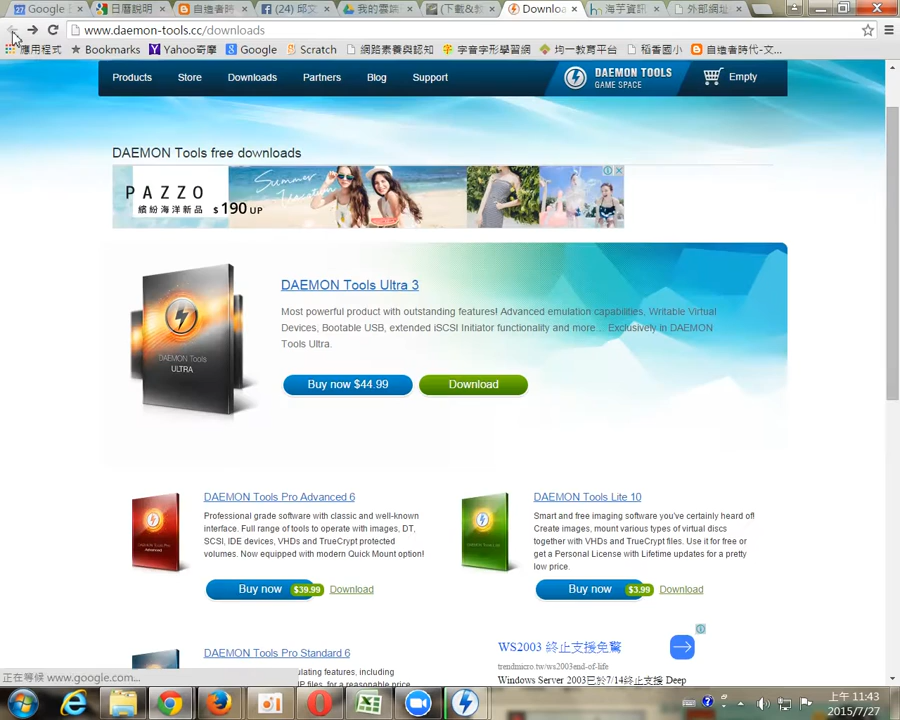 Google
日曆說明
自造者時
(24) 邱文
我的雲端
(下載&教
Downloa
海芋資訊
外部網址
www.daemon-tools.cc/downloads
應用程式
Bookmarks
Yahoo奇摩
Google
Scratch
網路素養與認知
字音字形學習網
均一教育平台
稻香國小
自造者時代-文...
Products
Store
Downloads
Partners
Blog
Support
DAEMON TOOLS
GAME SPACE
Empty
DAEMON Tools free downloads
PAZZO
繽紛海洋新品 $190 UP
Summer
Vacation
DAEMON Tools Ultra 3
Most powerful product with outstanding features! Advanced emulation capabilities, Writable Virtual
Devices, Bootable USB, extended iSCSI Initiator functionality and more... Exclusively in DAEMON
Tools Ultra.
DAEMON Tools
ULTRA
Buy now $44.99
Download
DAEMON Tools Pro Advanced 6
Professional grade software with classic and well-known
interface. Full range of tools to operate with images, DT,
SCSI, IDE devices, VHDs and TrueCrypt protected
volumes. Now equipped with modern Quick Mount option!
Buy now $39.99 Download
DAEMON Tools Lite 10
Smart and free imaging software you've certainly heard of!
Create images, mount various types of virtual discs
together with VHDs and TrueCrypt files. Use it for free or
get a Personal License with Lifetime updates for a pretty
low price.
Buy now $3.99 Download
DAEMON Tools Pro Standard 6
ulating features, including
IP files, for a reasonable price
WS2003 終止支援免驚
trendmicro.tw/ws2003end-of-life
Windows Server 2003已於7/14終止支援 Deep
正在等候 www.google.com...
上午 11:43
2015/7/27